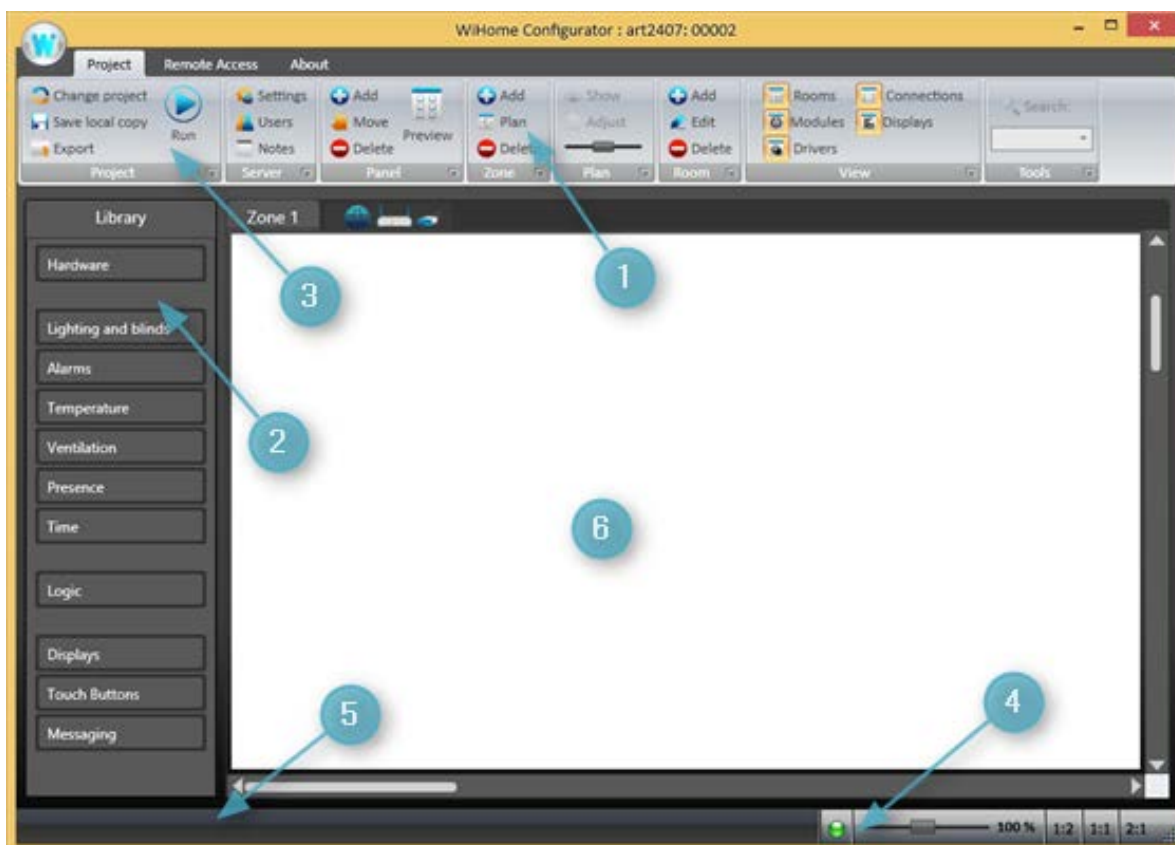 WiHome Configurator : art2407: 00002
W
Project Remote Access About
Change project
Save local copy
Export
Run
Project
Settings
Users
Notes
Server
Add
Move
Delete
Preview
Panel
Add
Plan
Delete
Zone
Show
Adjust
Plan
Add
Edit
Delete
Room
Rooms
Modules
Drivers
Connections
Displays
View
Search:
Tools
Library
Hardware
Lighting and blinds
Alarms
Temperature
Ventilation
Presence
Time
Logic
Displays
Touch Buttons
Messaging
Zone 1
3
1
2
6
5
4
100 % 1:2 1:1 2:1